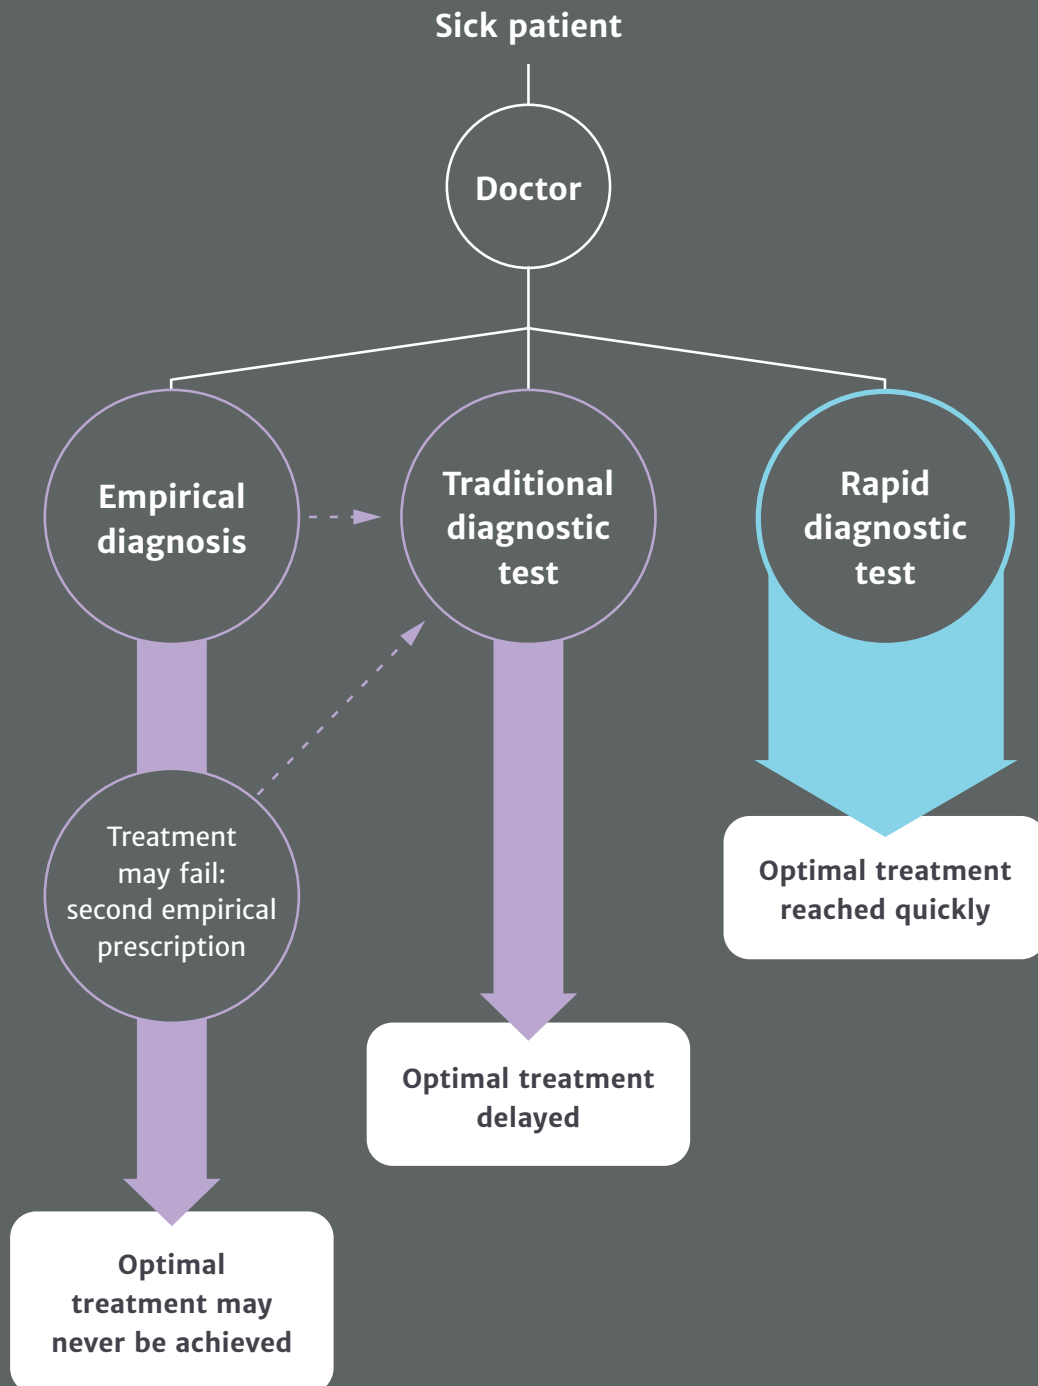 Sick patient
Doctor
Empirical
diagnosis
Traditional
diagnostic
test
Rapid
diagnostic
test
Treatment
may fail:
second empirical
prescription
Optimal treatment
reached quickly
Optimal treatment
delayed
Optimal
treatment may
never be achieved